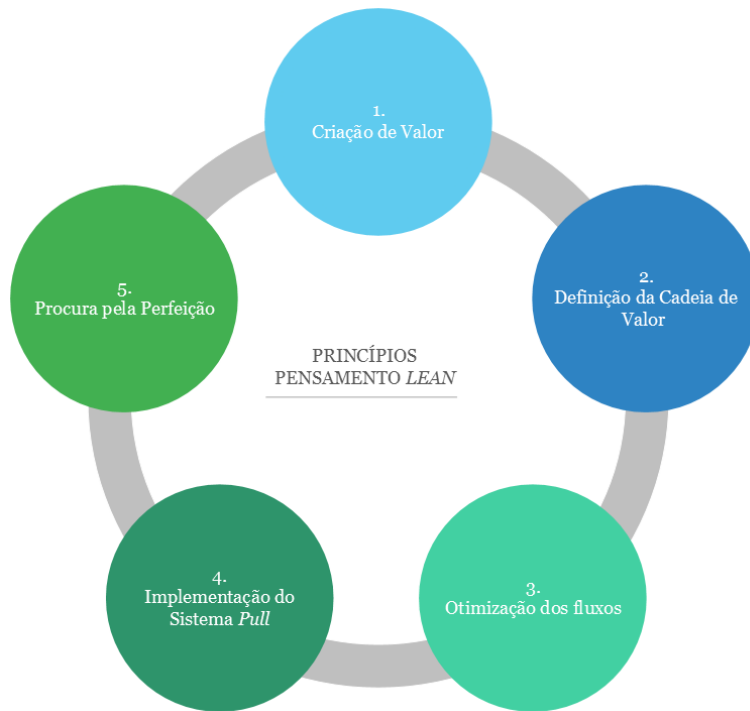 1.
Criação de Valor
2.
Definição da Cadeia de
Valor
3.
Otimização dos fluxos
4.
Implementação do
Sistema Pull
5.
Procura pela Perfeição
PRINCÍPIOS
PENSAMENTO LEAN